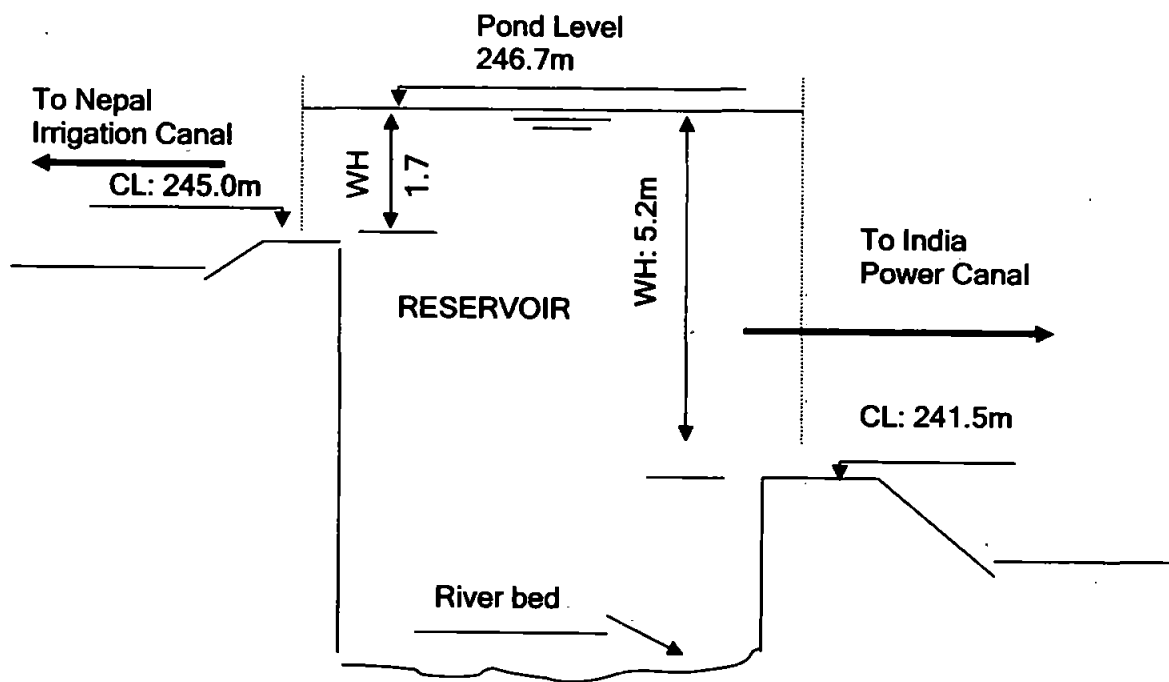 Pond Level
246.7m
To Nepal
Irrigation Canal
CL: 245.0m
WH
1.7
WH: 5.2m
To India
Power Canal
RESERVOIR
CL: 241.5m
River bed